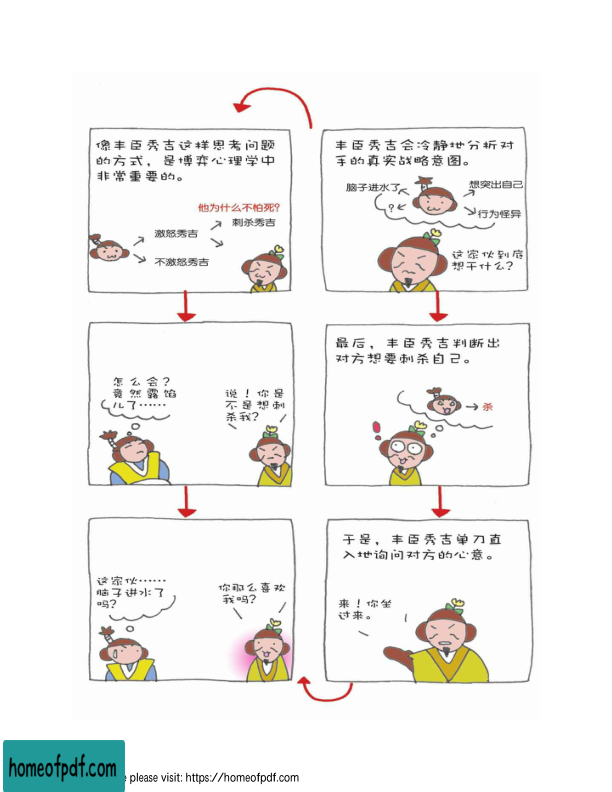 丰臣秀吉会冷静地分析对
手的真实战略意图。
脑子进水了
想突出自己
?
行为怪异
这家伙到底
想干什么?
最后，丰臣秀吉判断出
对方想要刺杀自己。
杀
于是，丰臣秀吉单刀直
入地询问对方的心意。
来！你坐
过来。
像丰臣秀吉这样思考问题
的方式，是博弈心理学中
非常重要的。
他为什么不怕死?
刺杀秀吉
激怒秀吉
不激怒秀吉
说！你是
不是想刺
杀我?
怎么会?
竟然露馅
儿了……
你那么喜欢
我吗?
这家伙……
脑子进水了
吗?
homeofpdf.com
e please visit: https://homeofpdf.com